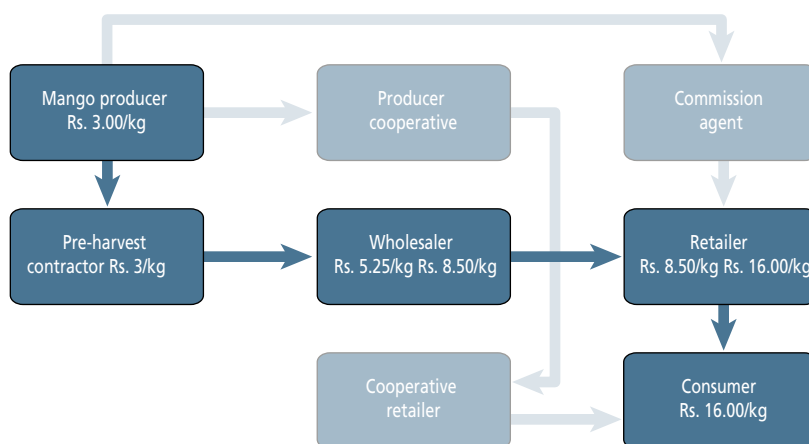 Mango producer
Rs. 3.00/kg
Producer
cooperative
Commission
agent
Pre-harvest
contractor Rs. 3/kg
Wholesaler
Rs. 5.25/kg Rs. 8.50/kg
Retailer
Rs. 8.50/kg Rs. 16.00/kg
Cooperative
retailer
Consumer
Rs. 16.00/kg